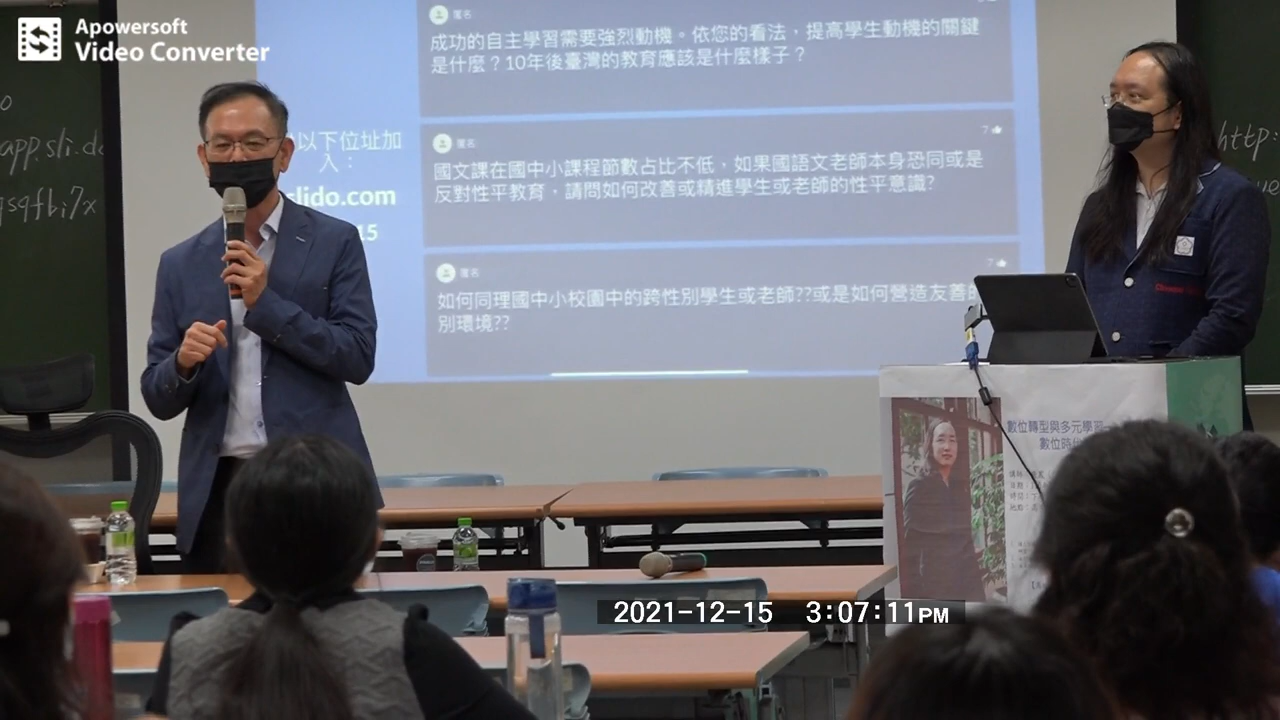 Apowersoft
Video Converter
匿名
成功的自主學習需要強烈動機。依您的看法，提高學生動機的關鍵
是什麼？10年後臺灣的教育應該是什麼樣子？
以下位址加
入：
slido.com
15
匿名
7
國文課在國中小課程節數占比不低，如果國語文老師本身恐同或是
反對性平教育，請問如何改善或精進學生或老師的性平意識?
匿名
7
如何同理國中小校園中的跨性別學生或老師??或是如何營造友善的
別環境??
app.sli.do
qsqfbi7x
http:
數位轉型與多元學習
數位時代
2021-12-15 3:07:11PM